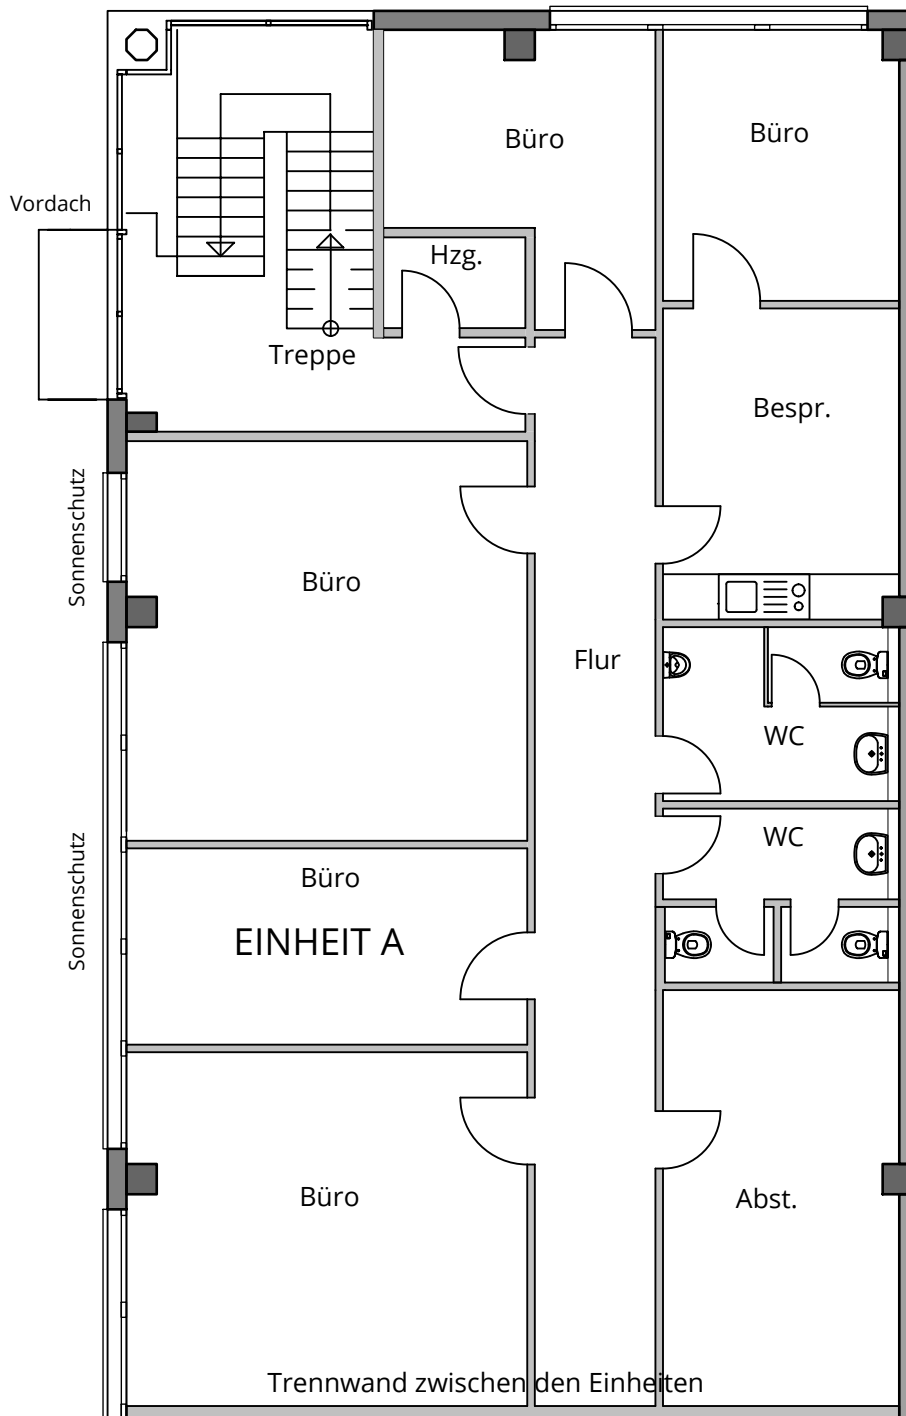 Büro
Büro
Vordach
Hzg.
Treppe
Bespr.
Sonnenschutz
Büro
Flur
WC
WC
Sonnenschutz
Büro
EINHEIT A
Büro
Abst.
Trennwand zwischen den Einheiten